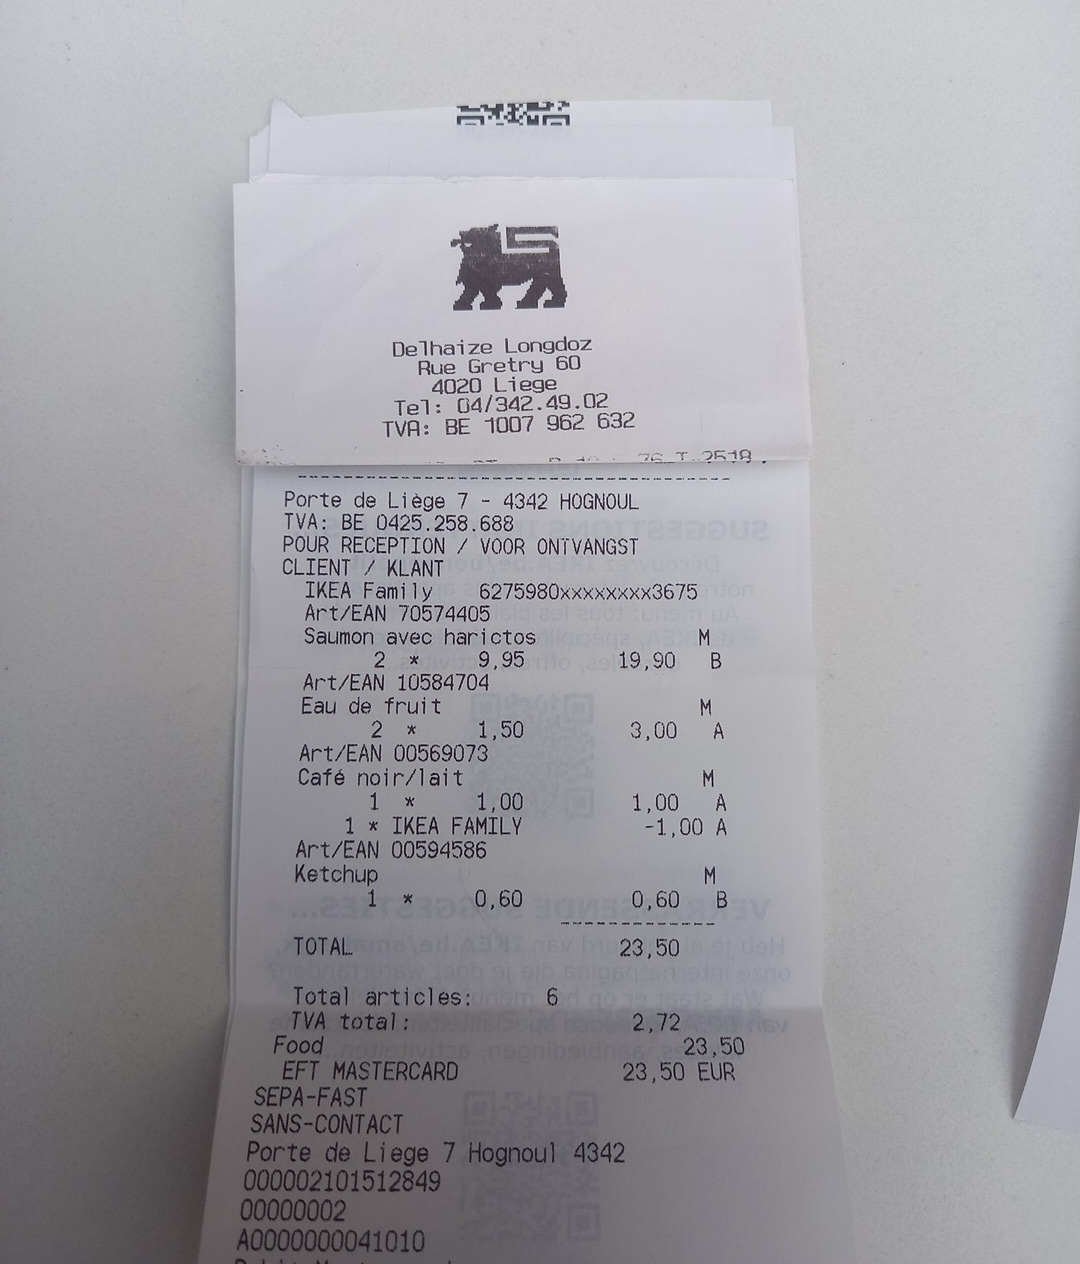 Delhaize Longdoz
Rue Gretry 60
4020 Liege
Tel: 04/342.49.02
TVA: BE 1007 962 632
Porte de Liège 7 - 4342 HOGNOUL
TVA: BE 0425.258.688
POUR RECEPTION / VOOR ONTVANGST
CLIENT / KLANT
IKEA Family 6275980xxxxxxxx3675
Art/EAN 70574405
Saumon avec harictos M
2 * 9,95 19,90 B
Art/EAN 10584704
Eau de fruit M
2 * 1,50 3,00 A
Art/EAN 00569073
Café noir/lait M
1 * 1,00 1,00 A
1 * IKEA FAMILY -1,00 A
Art/EAN 00594586
Ketchup M
1 * 0,60 0,60 B
TOTAL 23,50
Total articles: 6
TVA total: 2,72
Food 23,50
EFT MASTERCARD 23,50 EUR
SEPA-FAST
SANS-CONTACT
Porte de Liege 7 Hognoul 4342
000002101512849
00000002
A0000000041010